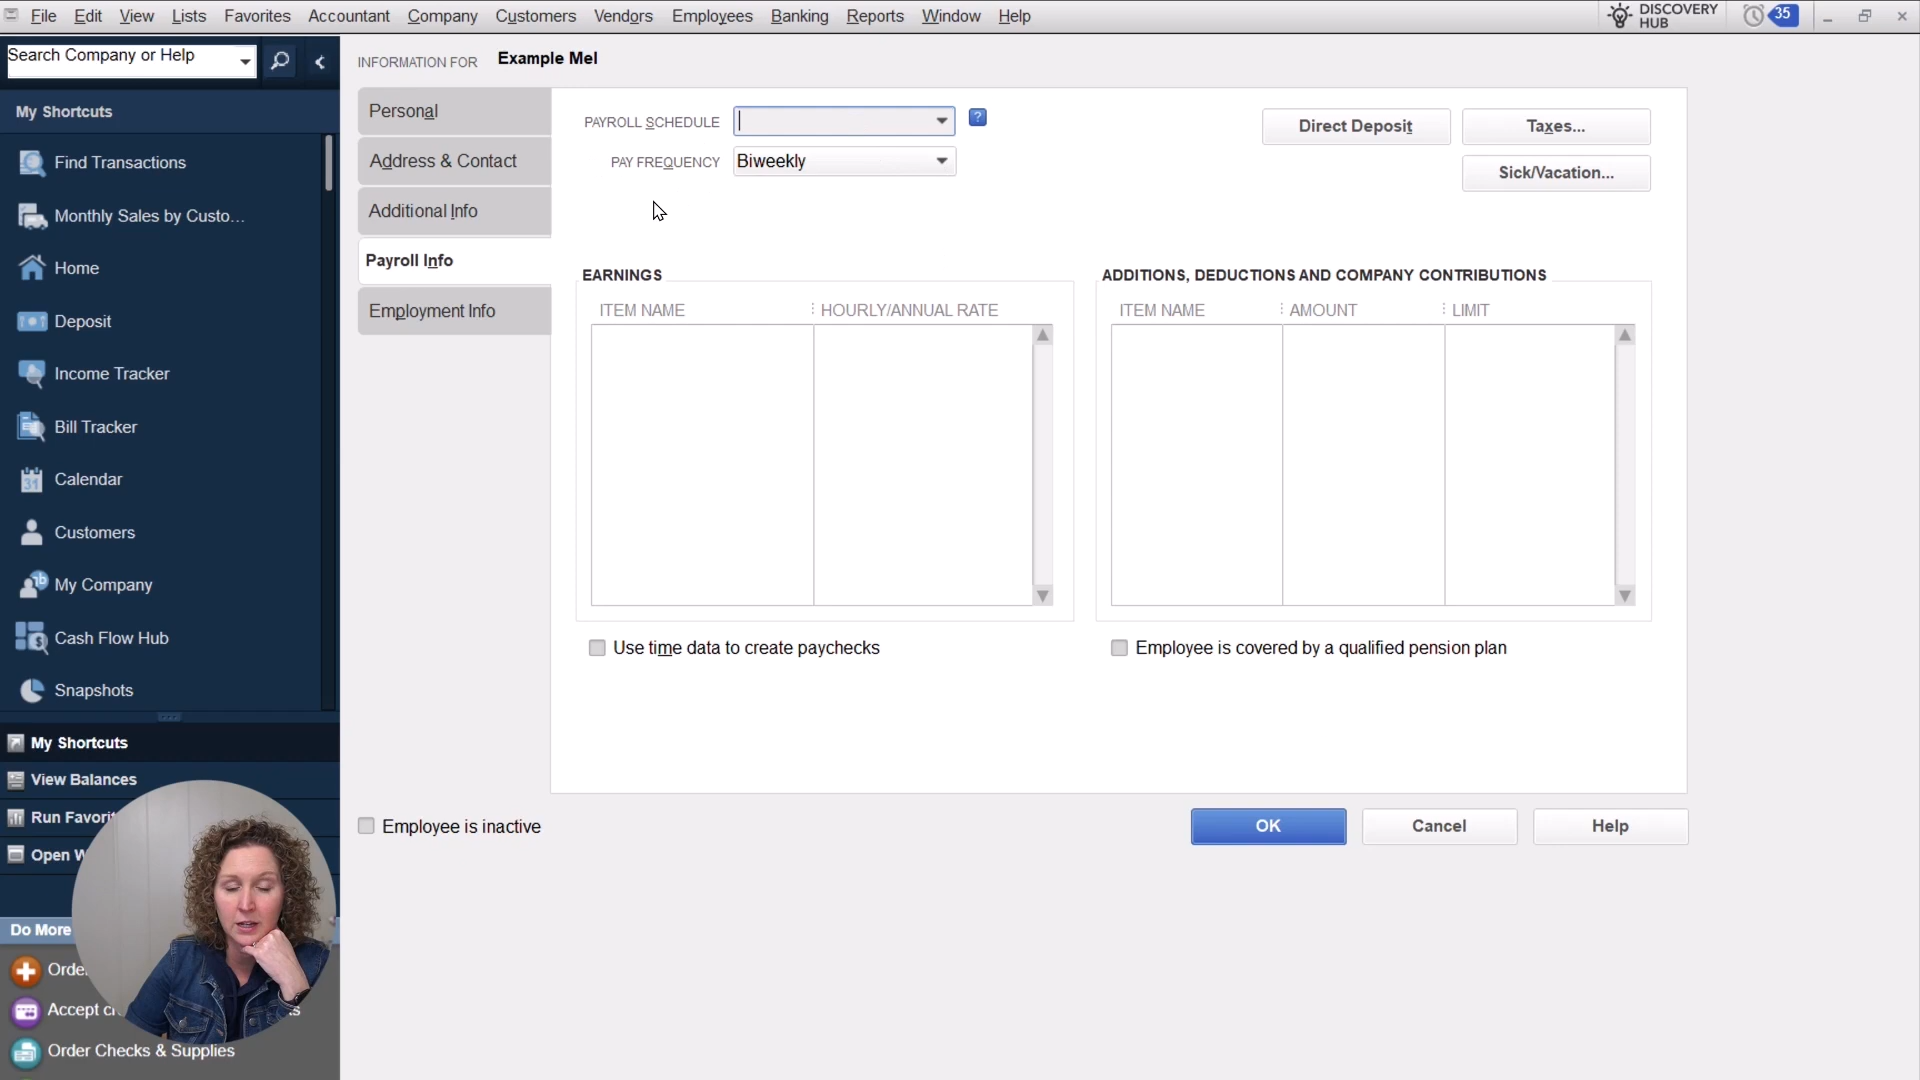 File Edit View Lists Favorites Accountant Company Customers Vendors Employees Banking Reports Window Help
DISCOVERY
HUB
35
Search Company or Help
My Shortcuts
Find Transactions
Monthly Sales by Custo...
Home
Deposit
Income Tracker
Bill Tracker
Calendar
31
Customers
My Company
Cash Flow Hub
Snapshots
My Shortcuts
View Balances
Run Favorit
Open W
Do More
Orde
Accept c
ts
Order Checks & Supplies
INFORMATION FOR Example Mel
Personal
Address & Contact
Additional Info
Payroll Info
Employment Info
PAYROLL SCHEDULE
?
PAY FREQUENCY Biweekly
Direct Deposit
Taxes...
Sick/Vacation...
EARNINGS
ITEM NAME HOURLY/ANNUAL RATE
Use time data to create paychecks
ADDITIONS, DEDUCTIONS AND COMPANY CONTRIBUTIONS
ITEM NAME AMOUNT LIMIT
Employee is covered by a qualified pension plan
Employee is inactive
OK Cancel Help